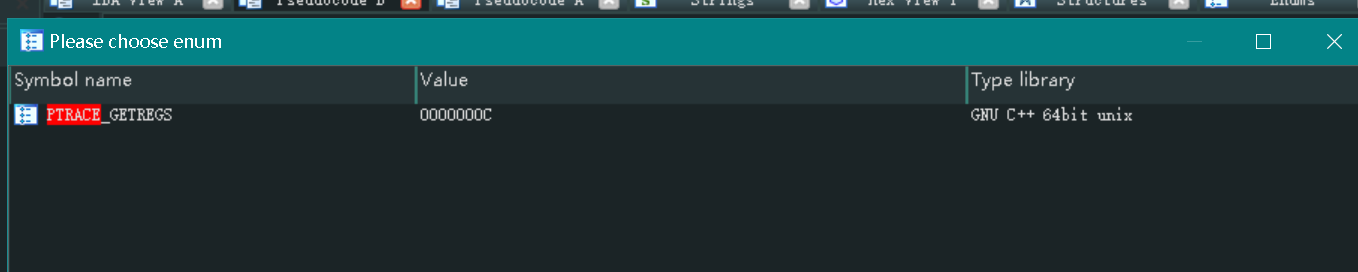 IDA View-A Pseudocode-B Pseudocode-A Strings Hex View-1 Structures Enums
Please choose enum
Symbol name Value Type library
PTRACE_GETREGS 0000000C GNU C++ 64bit unix